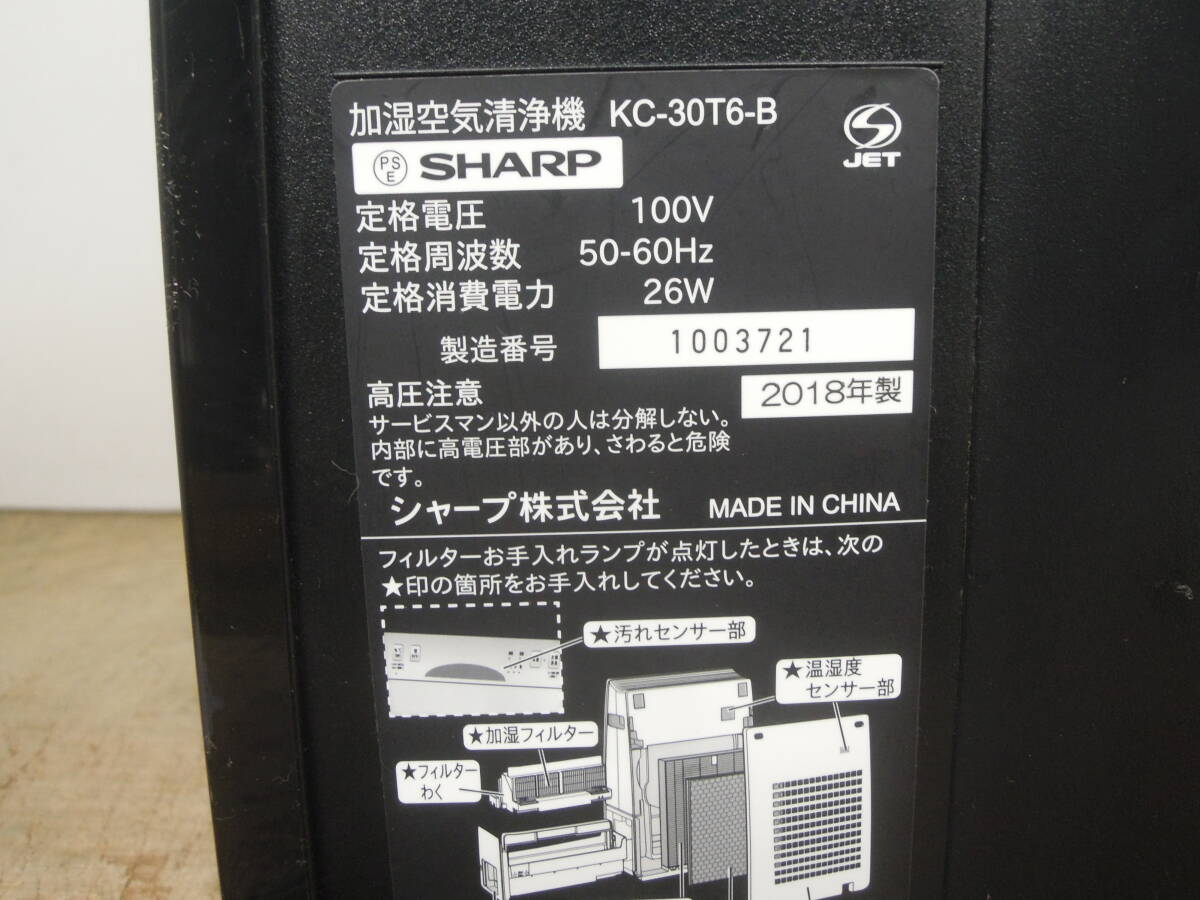 加湿空気清浄機 KC-30T6-B
PSE SHARP
JET
定格電圧 100V
定格周波数 50-60Hz
定格消費電力 26W
製造番号 1003721
2018年製
高圧注意
サービスマン以外の人は分解しない。
内部に高電圧部があり、さわると危険
です。
シャープ株式会社 MADE IN CHINA
フィルターお手入れランプが点灯したときは、次の
★印の箇所をお手入れしてください。
★汚れセンサー部
★温湿度
センサー部
★加湿フィルター
★フィルター
わく